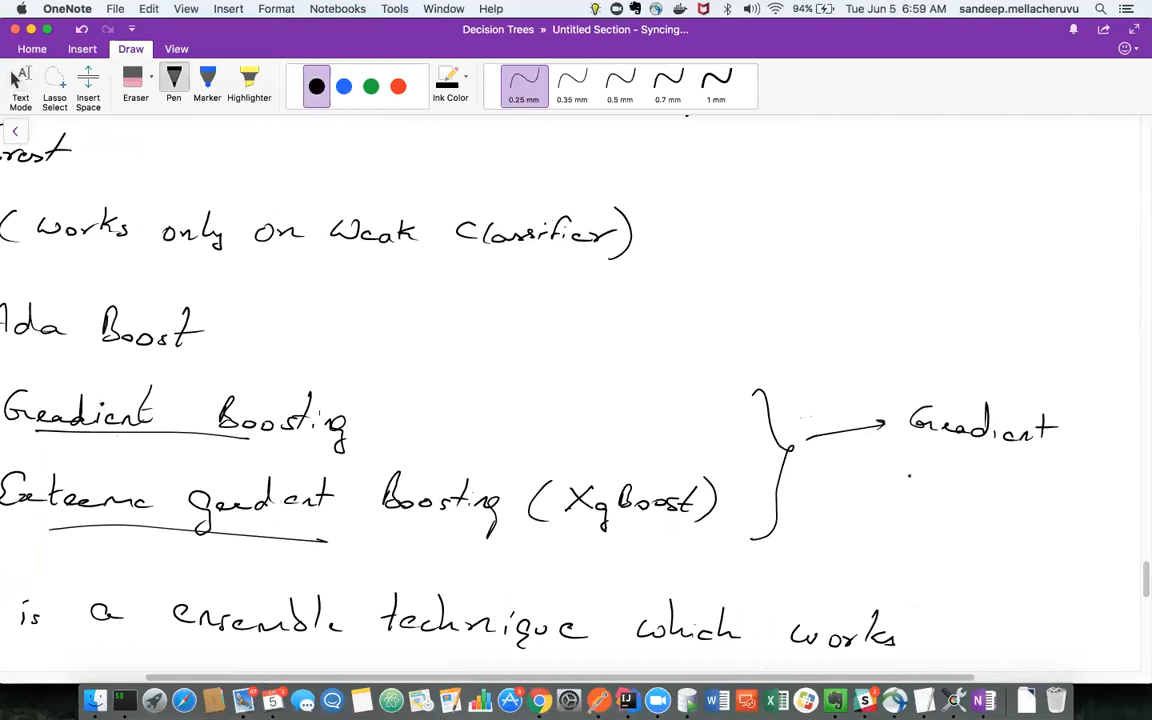 OneNote File Edit View Insert Format Notebooks Tools Window Help 94% Tue Jun 5 6:59 AM sandeep.mellacheruvu
Decision Trees » Untitled Section - Syncing...
Home Insert Draw View
Text Mode Lasso Select Insert Space Eraser Pen Marker Highlighter Ink Color 0.25 mm 0.35 mm 0.5 mm 0.7 mm 1 mm
orest
( Works only on Weak Classifier)
Ada Boost
Gradient Boosting
Gradient
Extreme gradient Boosting ( XgBoost)
is a ensemble technique which works